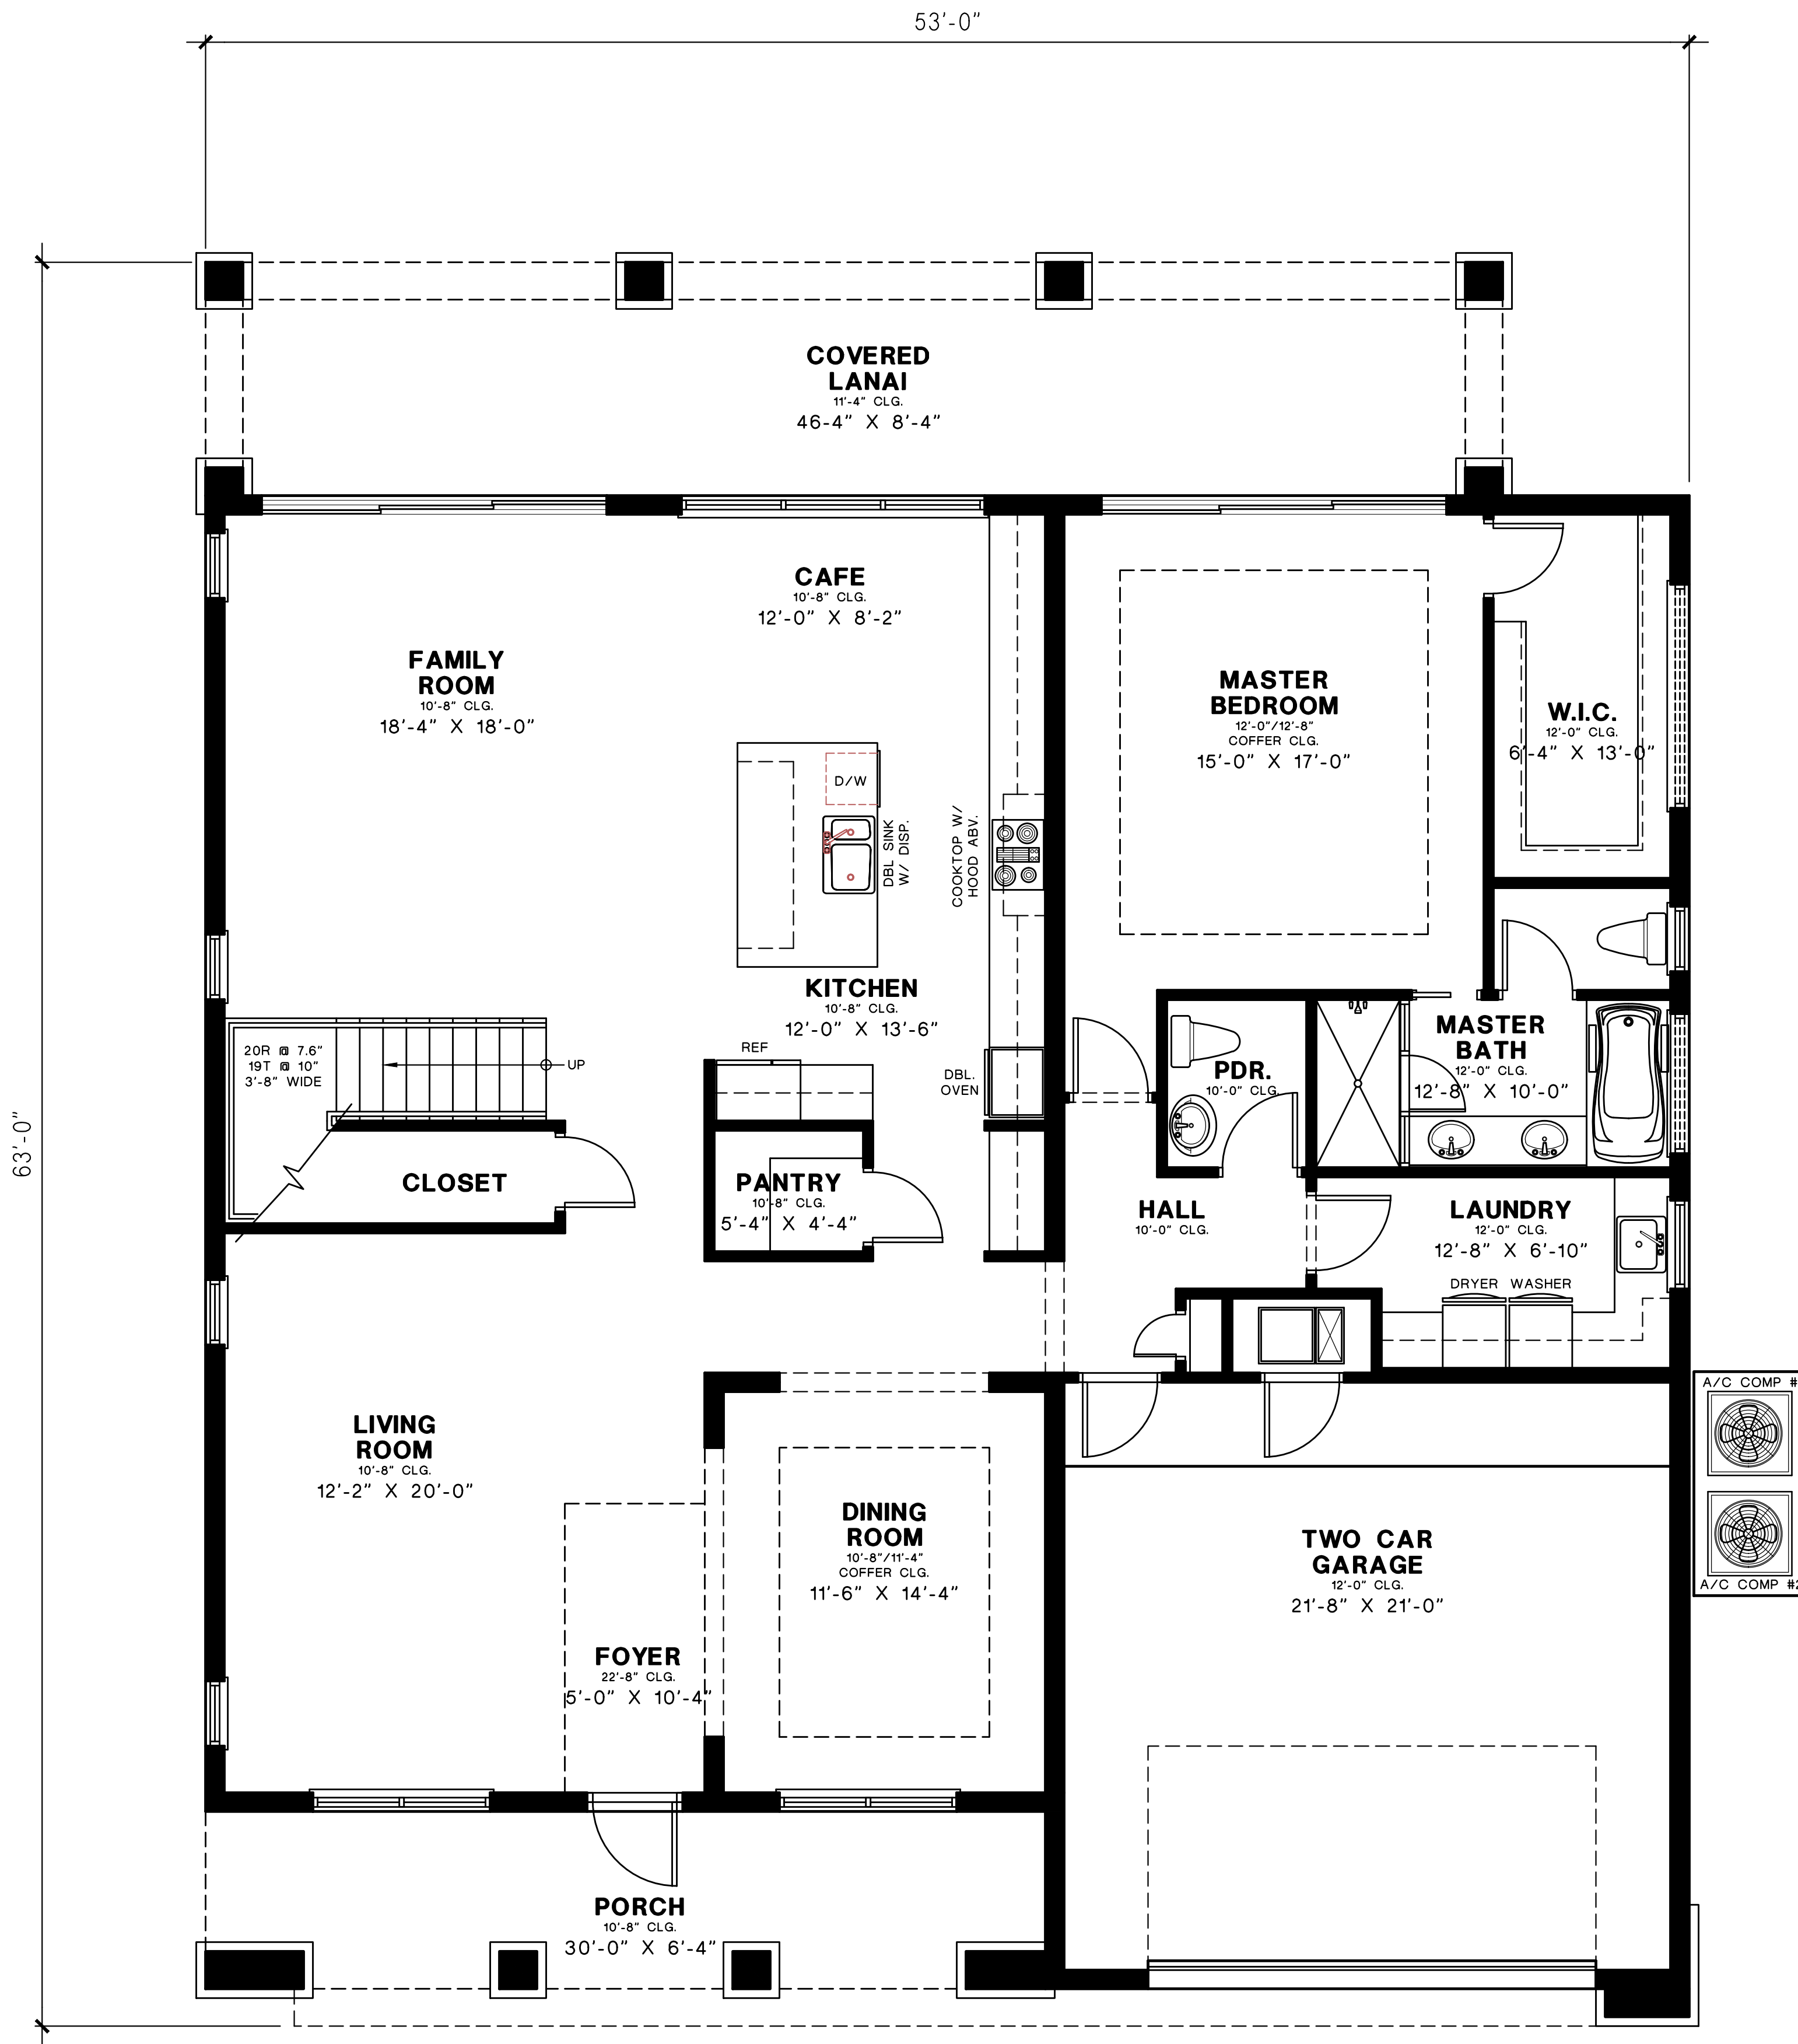 53'-0"
63'-0"
COVERED
LANAI
11'-4" CLG.
46-4" X 8'-4"
CAFE
10'-8" CLG.
12'-0" X 8'-2"
FAMILY
ROOM
10'-8" CLG.
18'-4" X 18'-0"
MASTER
BEDROOM
12'-0"/12'-8"
COFFER CLG.
15'-0" X 17'-0"
W.I.C.
12'-0" CLG.
6'-4" X 13'-0"
D/W
DBL SINK
W/ DISP.
COOKTOP W/
HOOD ABV.
KITCHEN
10'-8" CLG.
12'-0" X 13'-6"
REF
DBL.
OVEN
20R @ 7.6"
19T @ 10"
3'-8" WIDE
UP
CLOSET
PANTRY
10'-8" CLG.
5'-4" X 4'-4"
PDR.
10'-0" CLG.
MASTER
BATH
12'-0" CLG.
12'-8" X 10'-0"
HALL
10'-0" CLG.
LAUNDRY
12'-0" CLG.
12'-8" X 6'-10"
DRYER WASHER
A/C COMP #
A/C COMP #2
LIVING
ROOM
10'-8" CLG.
12'-2" X 20'-0"
DINING
ROOM
10'-8"/11'-4"
COFFER CLG.
11'-6" X 14'-4"
TWO CAR
GARAGE
12'-0" CLG.
21'-8" X 21'-0"
FOYER
22'-8" CLG.
5'-0" X 10'-4"
PORCH
10'-8" CLG.
30'-0" X 6'-4"